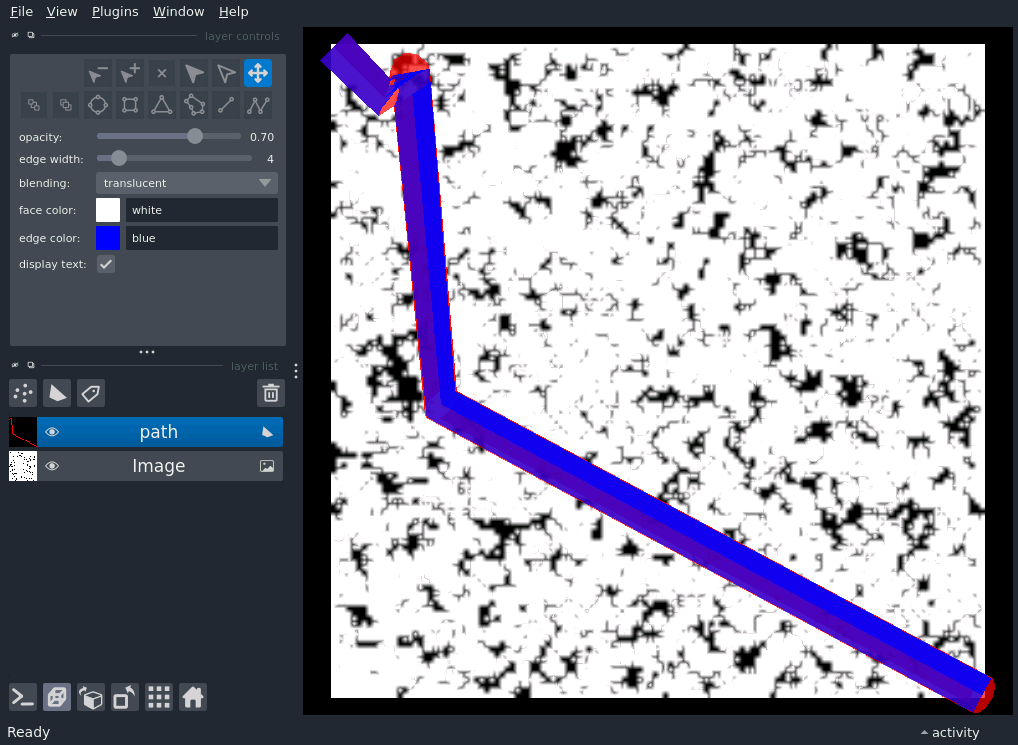 File View Plugins Window Help
layer controls
opacity: 0.70
edge width: 4
blending: translucent
face color: white
edge color: blue
display text:
layer list
path
Image
Ready activity